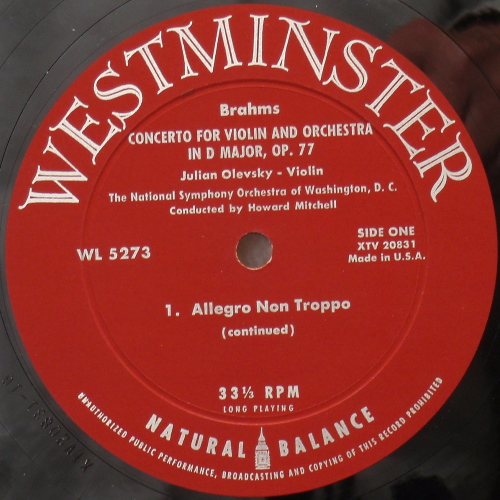 WESTMINSTER
Brahms
CONCERTO FOR VIOLIN AND ORCHESTRA
IN D MAJOR, OP. 77
Julian Olevsky - Violin
The National Symphony Orchestra of Washington, D. C.
Conducted by Howard Mitchell
WL 5273
SIDE ONE
XTV 20831
Made in U.S.A.
1. Allegro Non Troppo
(continued)
33⅓ RPM
LONG PLAYING
NATURAL BALANCE
UNAUTHORIZED PUBLIC PERFORMANCE, BROADCASTING AND COPYING OF THIS RECORD PROHIBITED